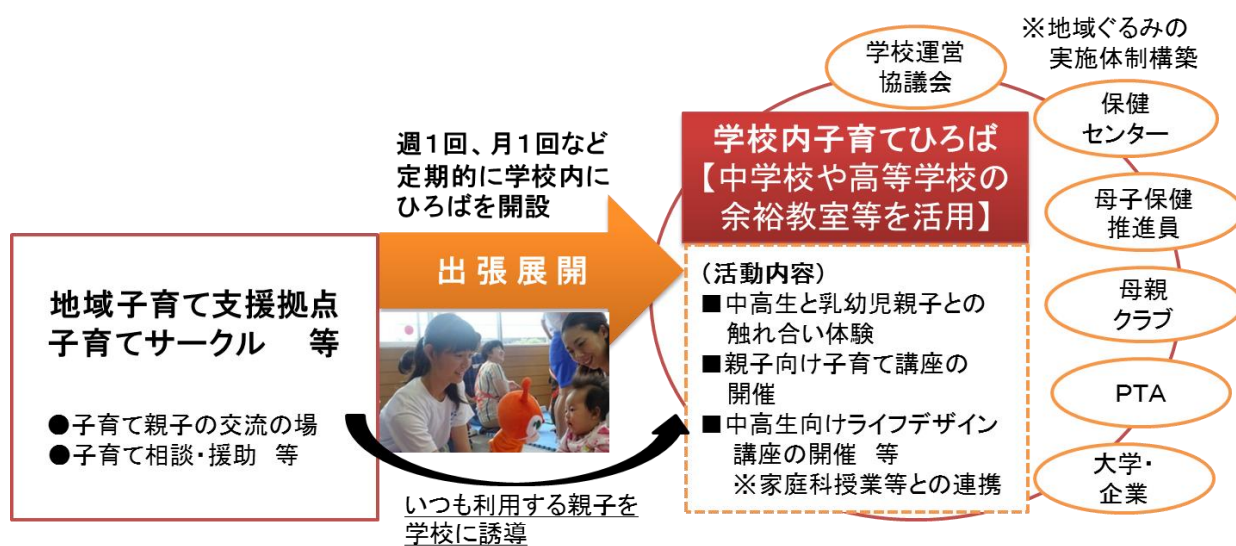 地域子育て支援拠点
子育てサークル　等
●子育て親子の交流の場
●子育て相談・援助　等
週１回、月１回など
定期的に学校内に
ひろばを開設
出張展開
いつも利用する親子を
学校に誘導
学校内子育てひろば
【中学校や高等学校の
余裕教室等を活用】
（活動内容）
■中高生と乳幼児親子との
触れ合い体験
■親子向け子育て講座の
開催
■中高生向けライフデザイン
講座の開催　等
※家庭科授業等との連携
※地域ぐるみの
実施体制構築
学校運営
協議会
保健
センター
母子保健
推進員
母親
クラブ
ＰＴＡ
大学・
企業